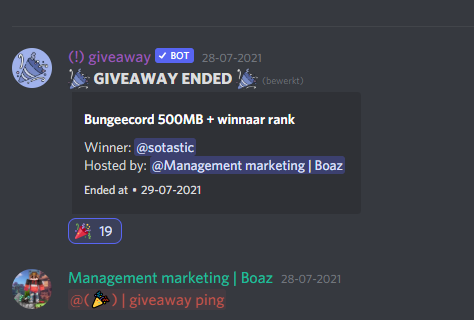 (!) giveaway BOT 28-07-2021
🎉 GIVEAWAY ENDED 🎉 (bewerkt)
Bungeecord 500MB + winnaar rank
Winner: @sotastic
Hosted by: @Management marketing | Boaz
Ended at • 29-07-2021
🎉 19
Management marketing | Boaz 28-07-2021
@(🎉) | giveaway ping